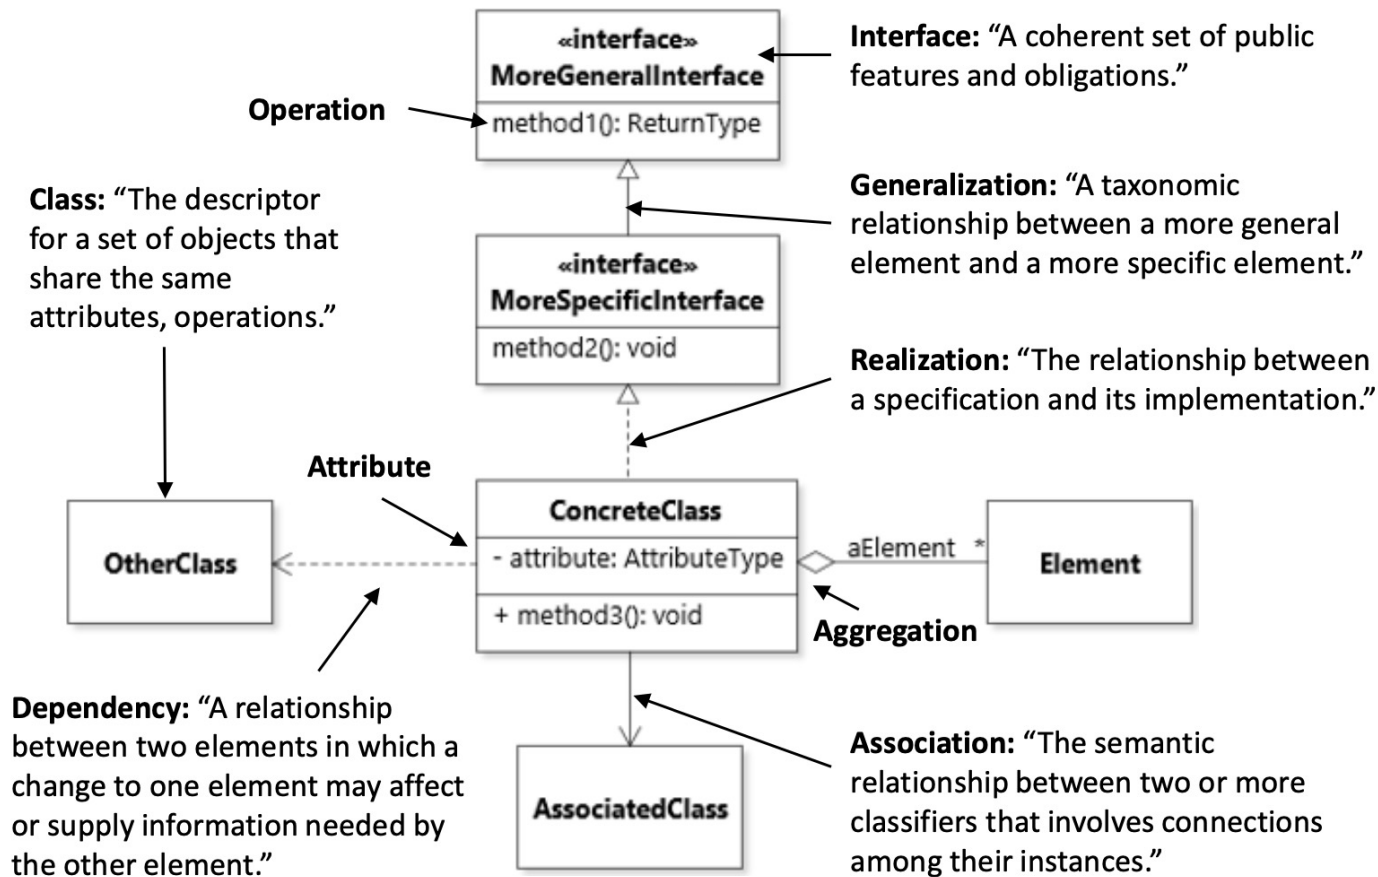 «interface»
MoreGeneralInterface
method1(): ReturnType
Interface: “A coherent set of public
features and obligations.”
Operation
Class: “The descriptor
for a set of objects that
share the same
attributes, operations.”
Generalization: “A taxonomic
relationship between a more general
element and a more specific element.”
«interface»
MoreSpecificInterface
method2(): void
Realization: “The relationship between
a specification and its implementation.”
Attribute
OtherClass
ConcreteClass
- attribute: AttributeType
+ method3(): void
aElement *
Element
Aggregation
Dependency: “A relationship
between two elements in which a
change to one element may affect
or supply information needed by
the other element.”
AssociatedClass
Association: “The semantic
relationship between two or more
classifiers that involves connections
among their instances.”